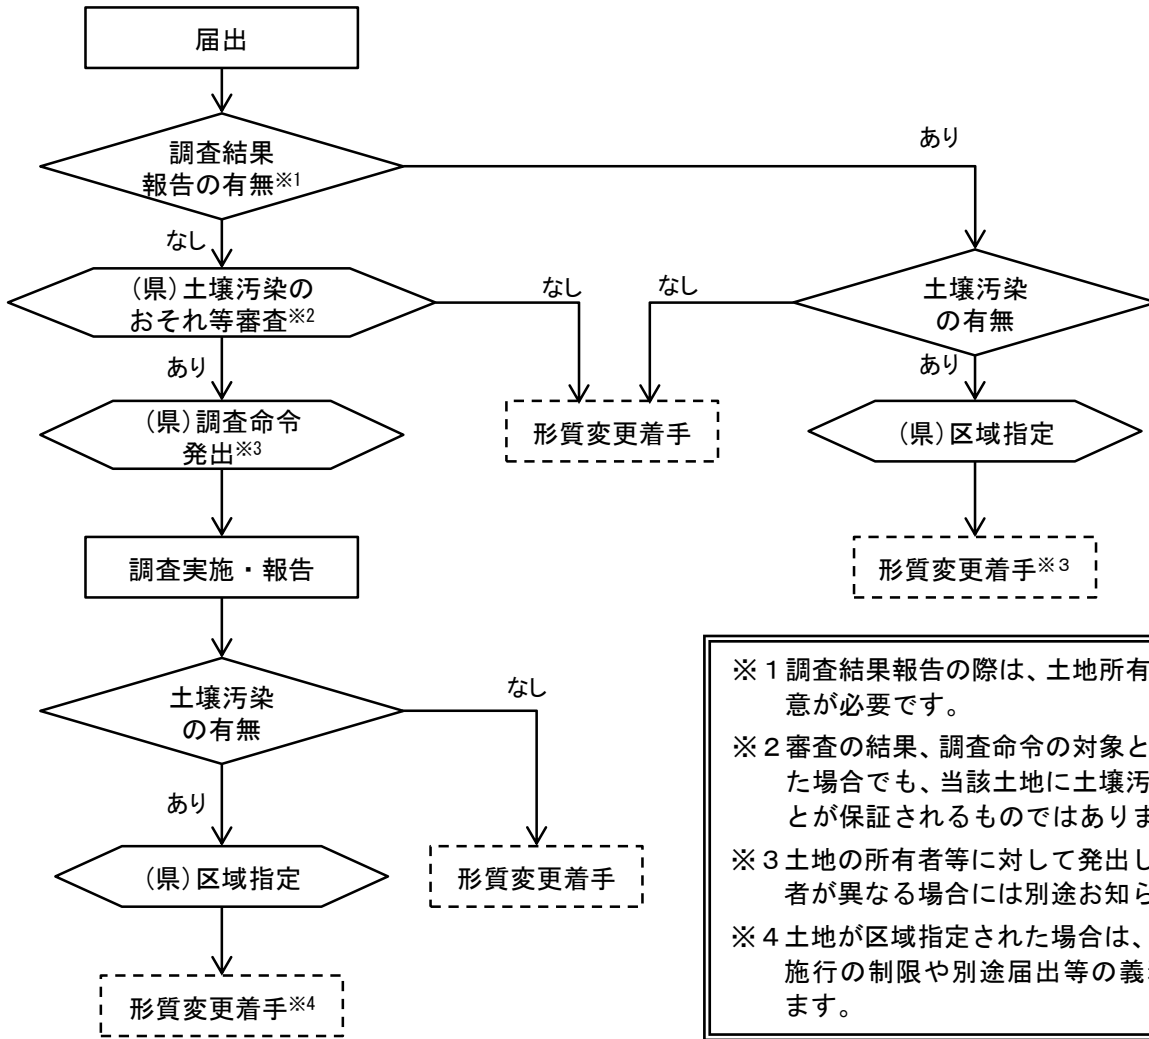 届出
調査結果
報告の有無※1
あり
なし
(県)土壌汚染の
おそれ等審査※2
なし
なし
土壌汚染
の有無
あり
あり
(県)調査命令
発出※3
形質変更着手
(県)区域指定
調査実施・報告
形質変更着手※3
土壌汚染
の有無
なし
あり
(県)区域指定
形質変更着手
形質変更着手※4
※1調査結果報告の際は、土地所有
意が必要です。
※2審査の結果、調査命令の対象と
た場合でも、当該土地に土壌汚
とが保証されるものではありま
※3土地の所有者等に対して発出し
者が異なる場合には別途お知ら
※4土地が区域指定された場合は、
施行の制限や別途届出等の義
ます。